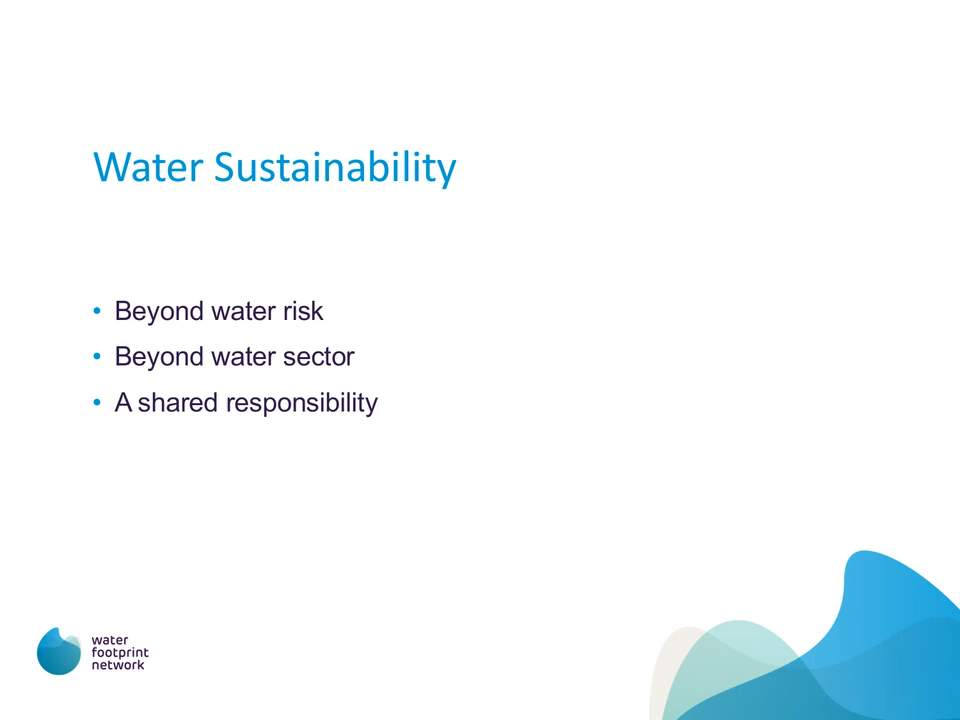 Water Sustainability
• Beyond water risk
• Beyond water sector
• A shared responsibility
water
footprint
network